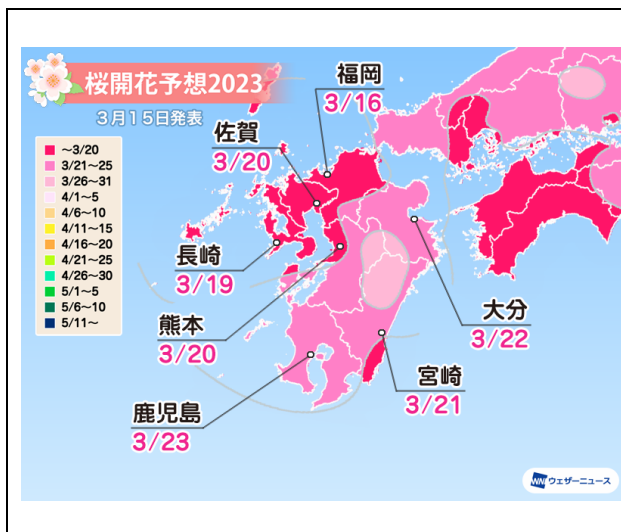 桜開花予想2023
3月15日発表
福岡
3/16
佐賀
3/20
長崎
3/19
熊本
3/20
鹿児島
3/23
大分
3/22
宮崎
3/21
～3/20
3/21～25
3/26～31
4/1～5
4/6～10
4/11～15
4/16～20
4/21～25
4/26～30
5/1～5
5/6～10
5/11～
WNI ウェザーニュース